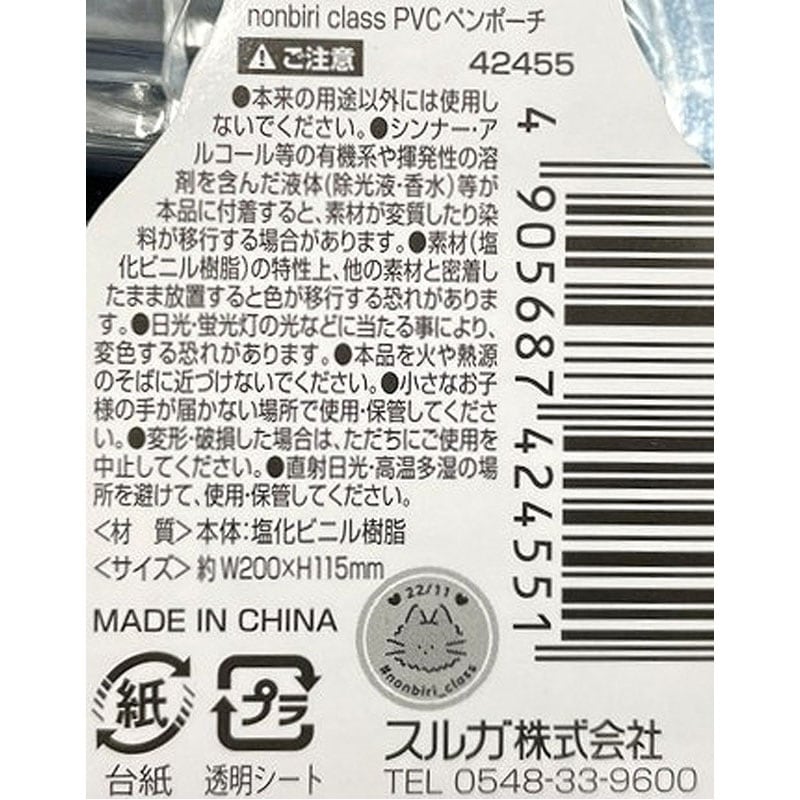 nonbiri class PVCペンポーチ
ご注意 42455
●本来の用途以外には使用し
ないでください。●シンナー・ア
ルコール等の有機系や揮発性の溶
剤を含んだ液体(除光液・香水)等が
本品に付着すると、素材が変質したり染
料が移行する場合があります。●素材(塩
化ビニル樹脂)の特性上、他の素材と密着し
たまま放置すると色が移行する恐れがありま
す。●日光・蛍光灯の光などに当たる事により、
変色する恐れがあります。●本品を火や熱源
のそばに近づけないでください。●小さなお子
様の手が届かない場所で使用・保管してくださ
い。●変形・破損した場合は、ただちにご使用を
中止してください。●直射日光・高温多湿の場
所を避けて、使用・保管してください。
<材 質>本体:塩化ビニル樹脂
<サイズ>約W200×H115mm
MADE IN CHINA
22/11
#nonbiri_class
紙
プラ
台紙 透明シート
スルガ株式会社
TEL 0548-33-9600
4 905687 424551